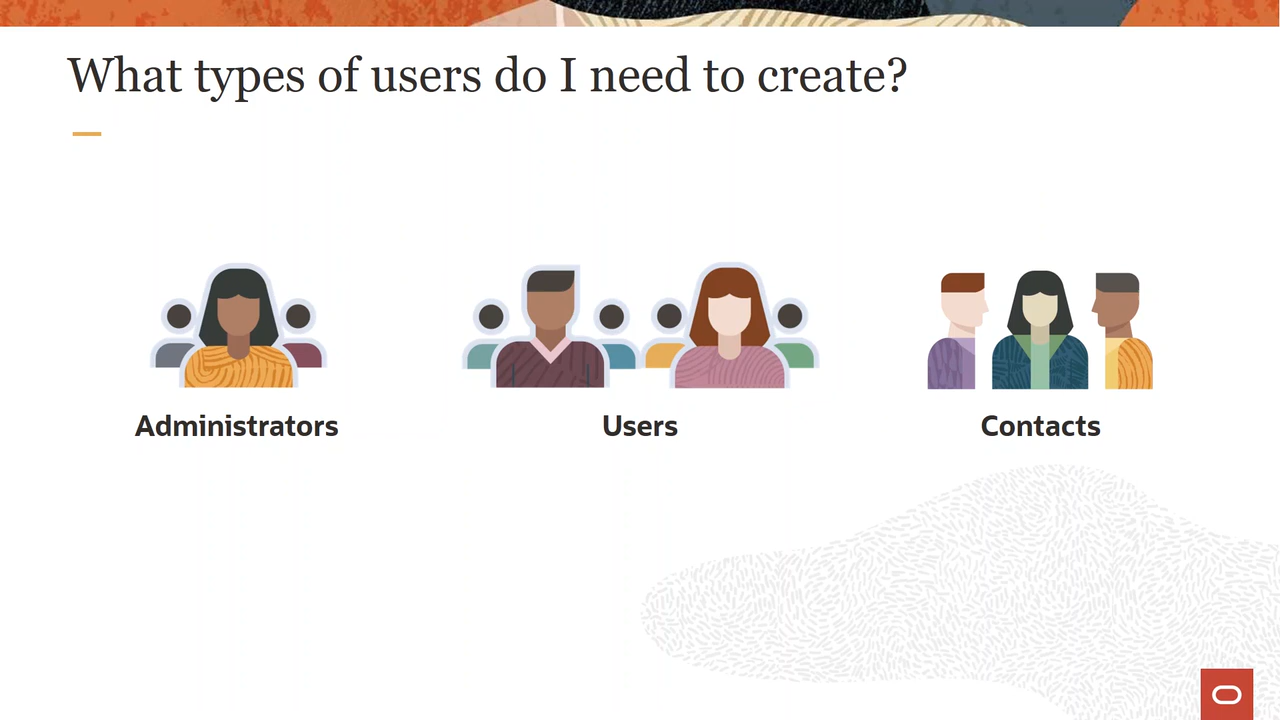 What types of users do I need to create?
Administrators
Users
Contacts